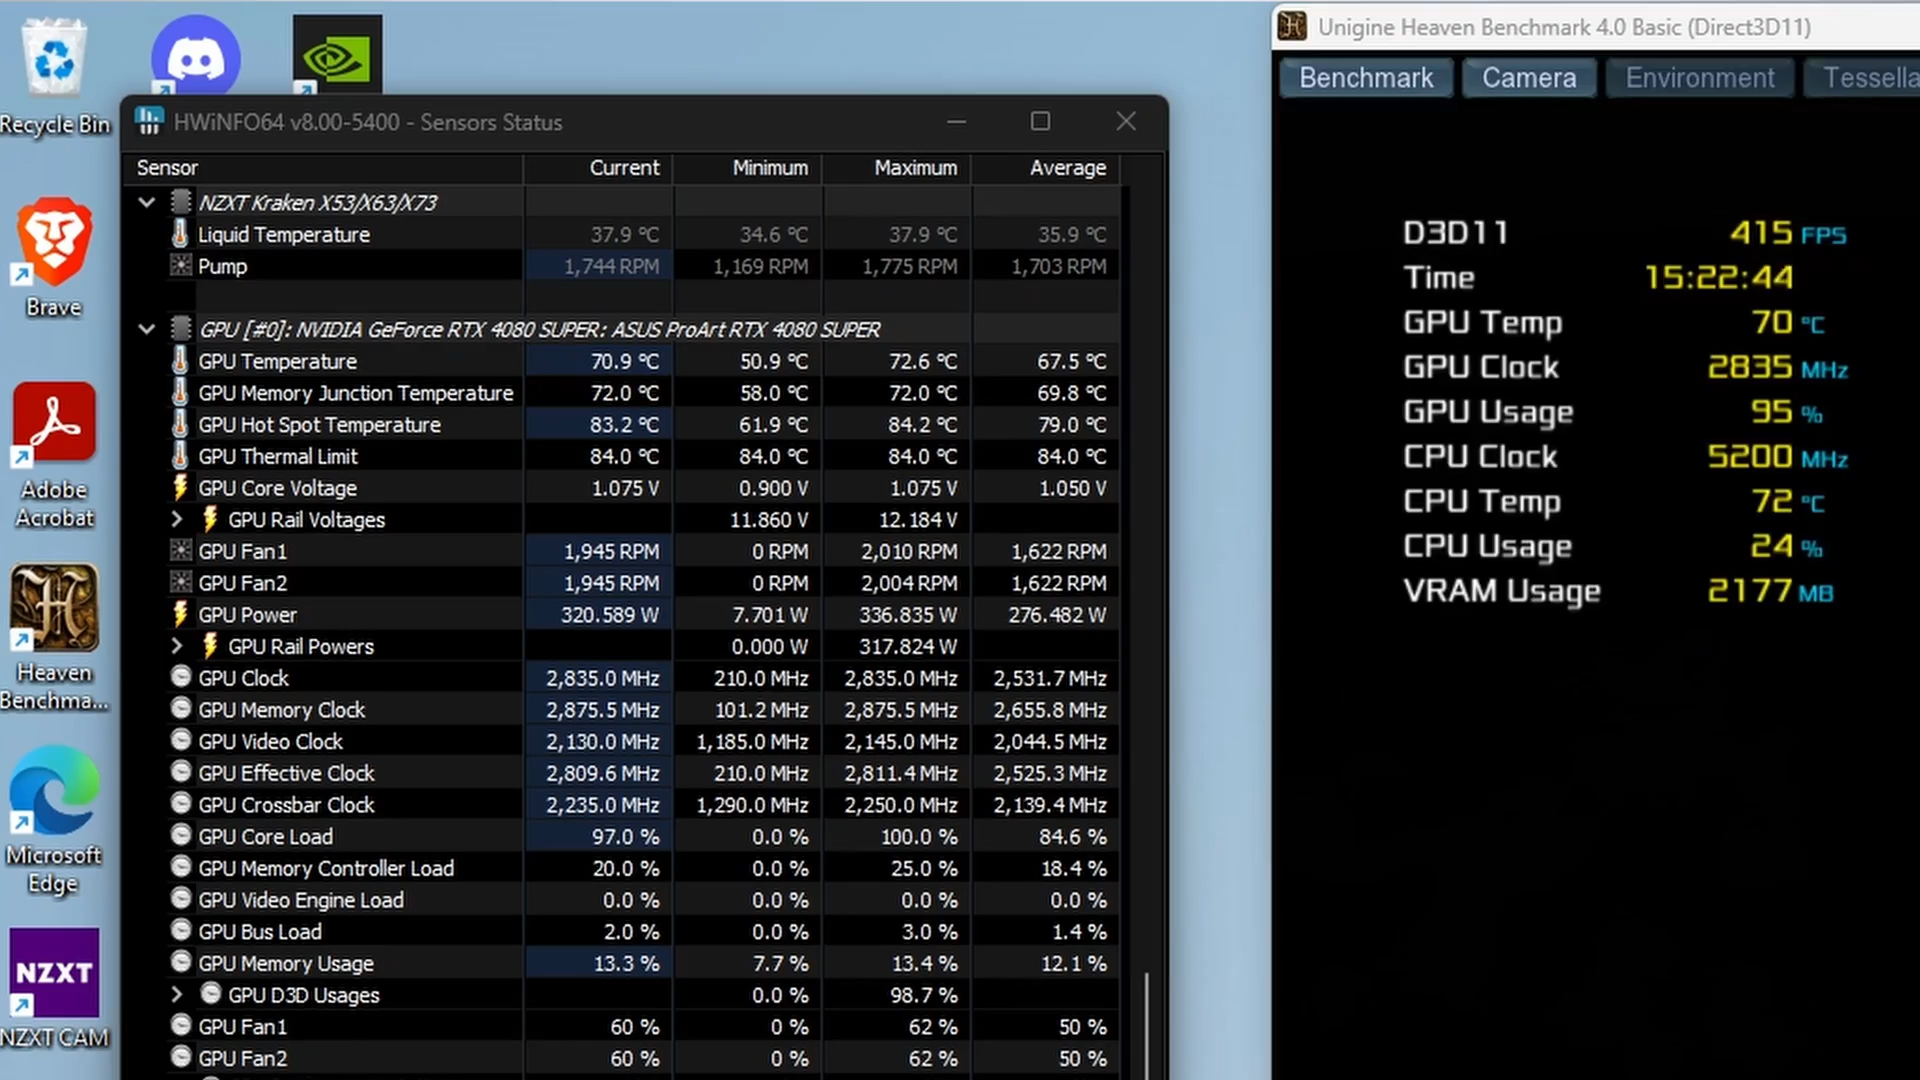 Recycle Bin
Brave
Adobe
Acrobat
Heaven
Benchma...
Microsoft
Edge
NZXT
NZXT CAM
HWiNFO64 v8.00-5400 - Sensors Status
Sensor Current Minimum Maximum Average
NZXT Kraken X53/X63/X73
Liquid Temperature 37.9 °C 34.6 °C 37.9 °C 35.9 °C
Pump 1,744 RPM 1,169 RPM 1,775 RPM 1,703 RPM
GPU [#0]: NVIDIA GeForce RTX 4080 SUPER: ASUS ProArt RTX 4080 SUPER
GPU Temperature 70.9 °C 50.9 °C 72.6 °C 67.5 °C
GPU Memory Junction Temperature 72.0 °C 58.0 °C 72.0 °C 69.8 °C
GPU Hot Spot Temperature 83.2 °C 61.9 °C 84.2 °C 79.0 °C
GPU Thermal Limit 84.0 °C 84.0 °C 84.0 °C 84.0 °C
GPU Core Voltage 1.075 V 0.900 V 1.075 V 1.050 V
GPU Rail Voltages 11.860 V 12.184 V
GPU Fan1 1,945 RPM 0 RPM 2,010 RPM 1,622 RPM
GPU Fan2 1,945 RPM 0 RPM 2,004 RPM 1,622 RPM
GPU Power 320.589 W 7.701 W 336.835 W 276.482 W
GPU Rail Powers 0.000 W 317.824 W
GPU Clock 2,835.0 MHz 210.0 MHz 2,835.0 MHz 2,531.7 MHz
GPU Memory Clock 2,875.5 MHz 101.2 MHz 2,875.5 MHz 2,655.8 MHz
GPU Video Clock 2,130.0 MHz 1,185.0 MHz 2,145.0 MHz 2,044.5 MHz
GPU Effective Clock 2,809.6 MHz 210.0 MHz 2,811.4 MHz 2,525.3 MHz
GPU Crossbar Clock 2,235.0 MHz 1,290.0 MHz 2,250.0 MHz 2,139.4 MHz
GPU Core Load 97.0 % 0.0 % 100.0 % 84.6 %
GPU Memory Controller Load 20.0 % 0.0 % 25.0 % 18.4 %
GPU Video Engine Load 0.0 % 0.0 % 0.0 % 0.0 %
GPU Bus Load 2.0 % 0.0 % 3.0 % 1.4 %
GPU Memory Usage 13.3 % 7.7 % 13.4 % 12.1 %
GPU D3D Usages 0.0 % 98.7 %
GPU Fan1 60 % 0 % 62 % 50 %
GPU Fan2 60 % 0 % 62 % 50 %
Unigine Heaven Benchmark 4.0 Basic (Direct3D11)
Benchmark Camera Environment Tessella
D3D11 415 FPS
Time 15:22:44
GPU Temp 70 °C
GPU Clock 2835 MHz
GPU Usage 95 %
CPU Clock 5200 MHz
CPU Temp 72 °C
CPU Usage 24 %
VRAM Usage 2177 MB